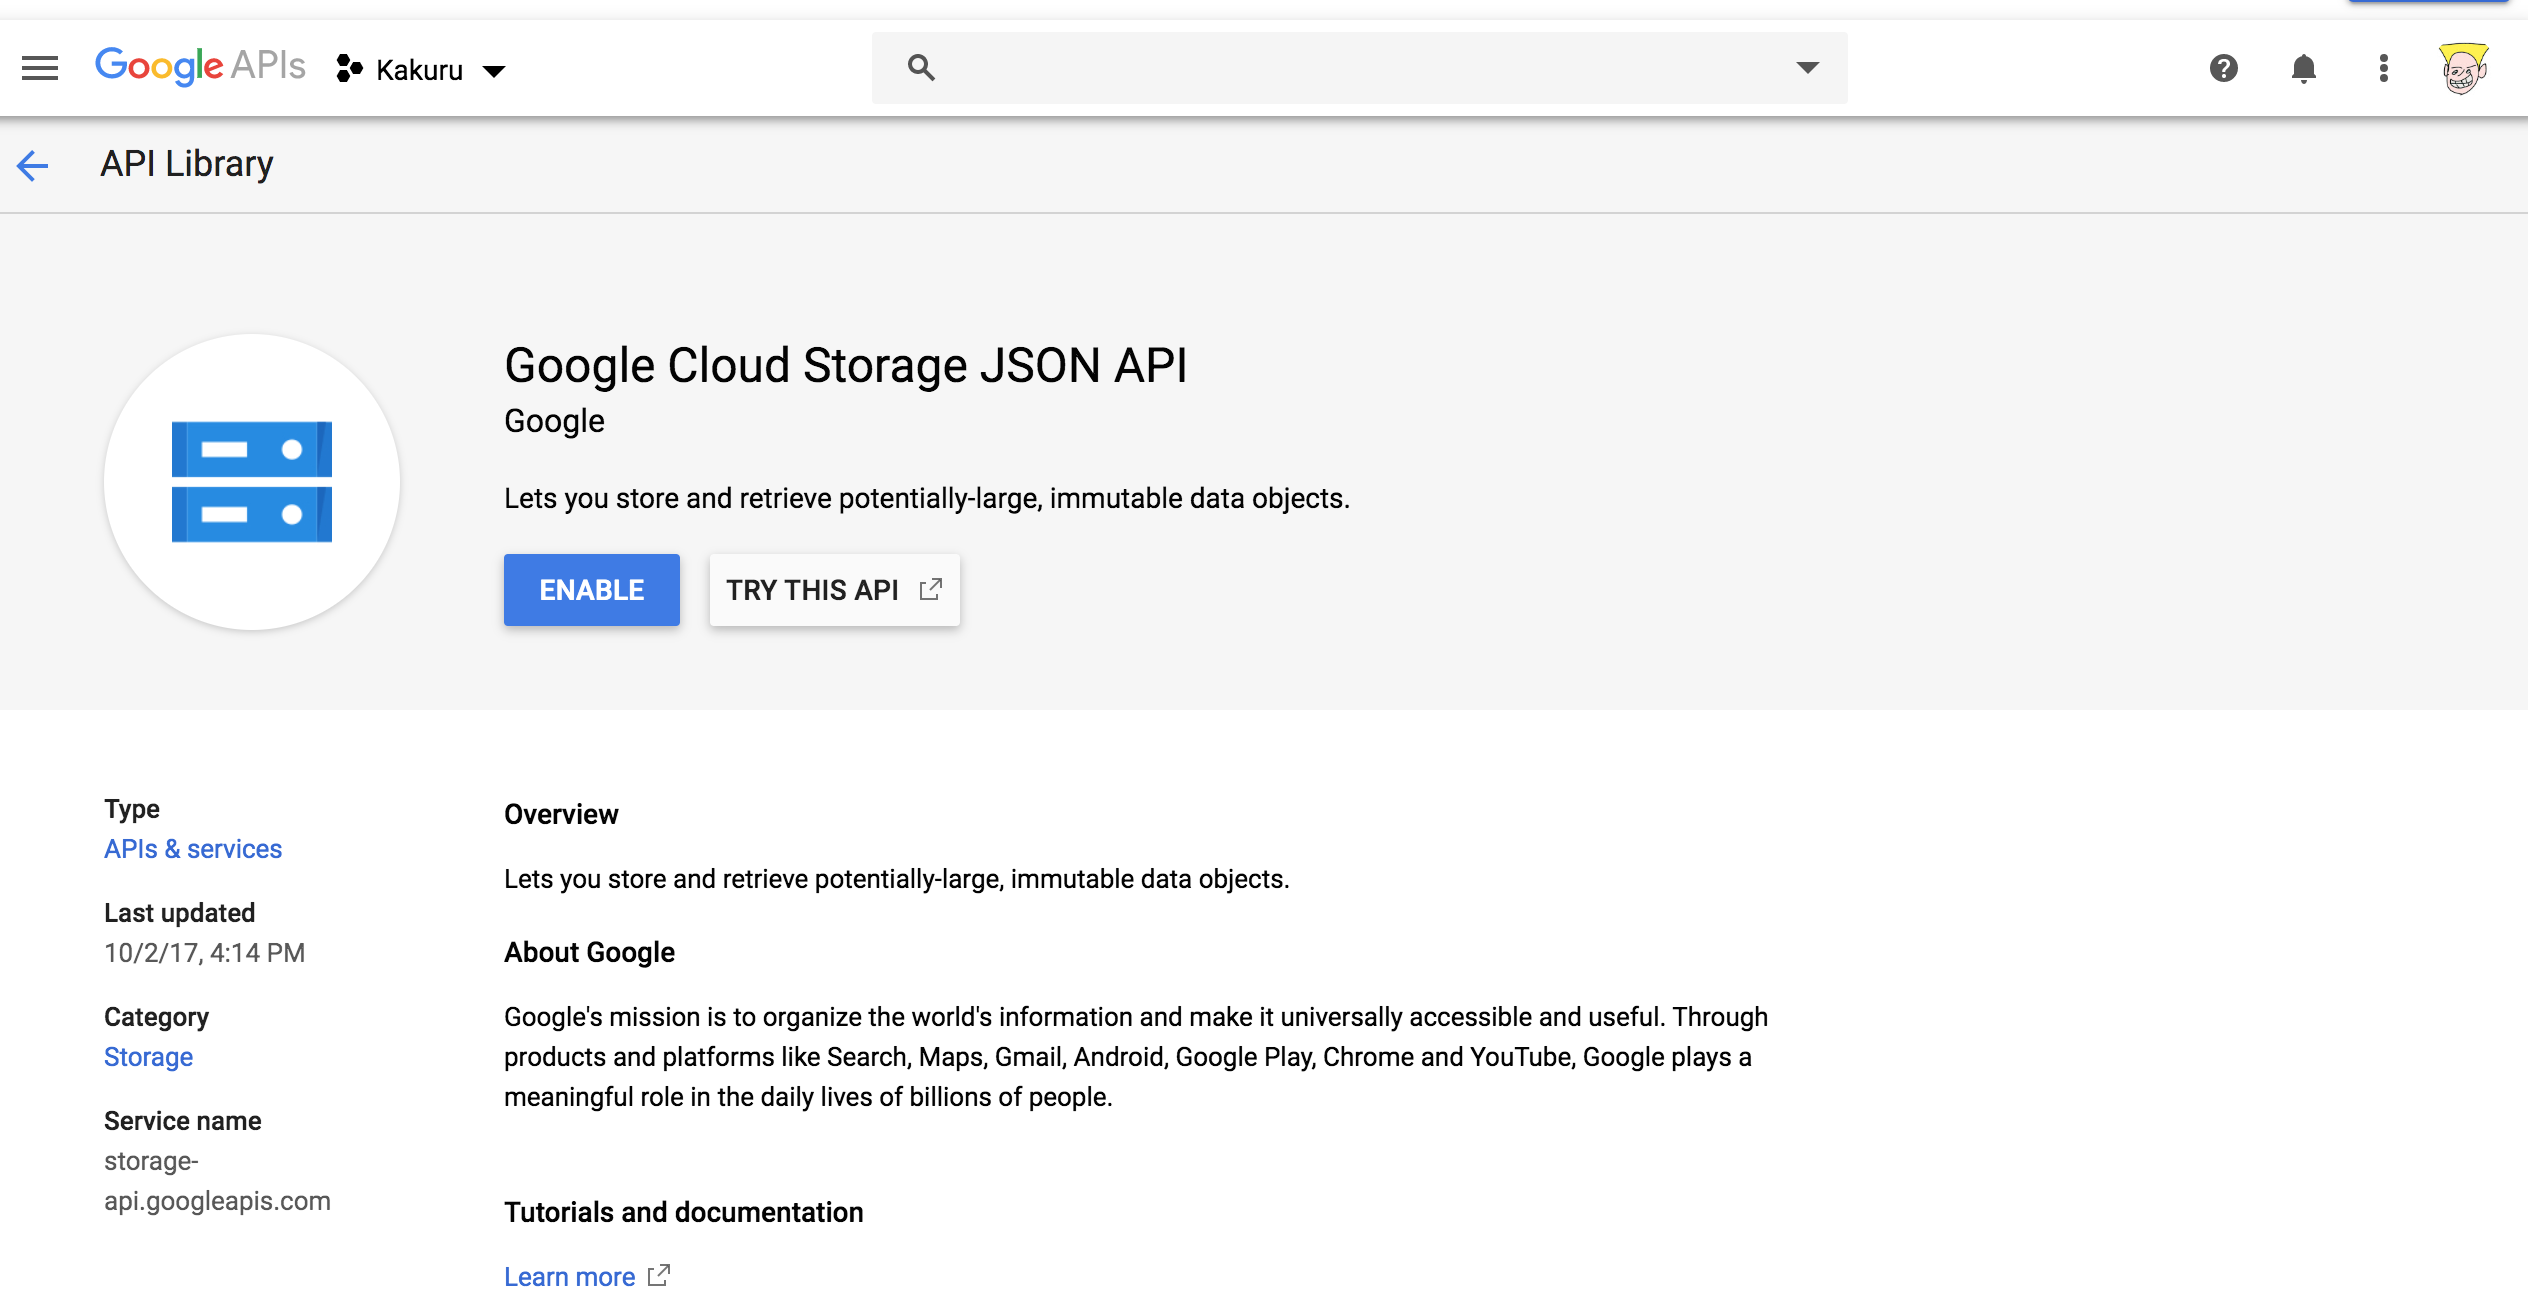 Google APIs Kakuru
API Library
Google Cloud Storage JSON API
Google
Lets you store and retrieve potentially-large, immutable data objects.
ENABLE TRY THIS API
Type
APIs & services
Last updated
10/2/17, 4:14 PM
Category
Storage
Service name
storage-
api.googleapis.com
Overview
Lets you store and retrieve potentially-large, immutable data objects.
About Google
Google's mission is to organize the world's information and make it universally accessible and useful. Through
products and platforms like Search, Maps, Gmail, Android, Google Play, Chrome and YouTube, Google plays a
meaningful role in the daily lives of billions of people.
Tutorials and documentation
Learn more